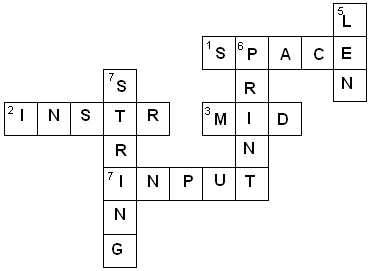 5 L
1 S 6 P A C E
7 S R N
2 I N S T R 3 M I D
R N
7 I N P U T
N
G